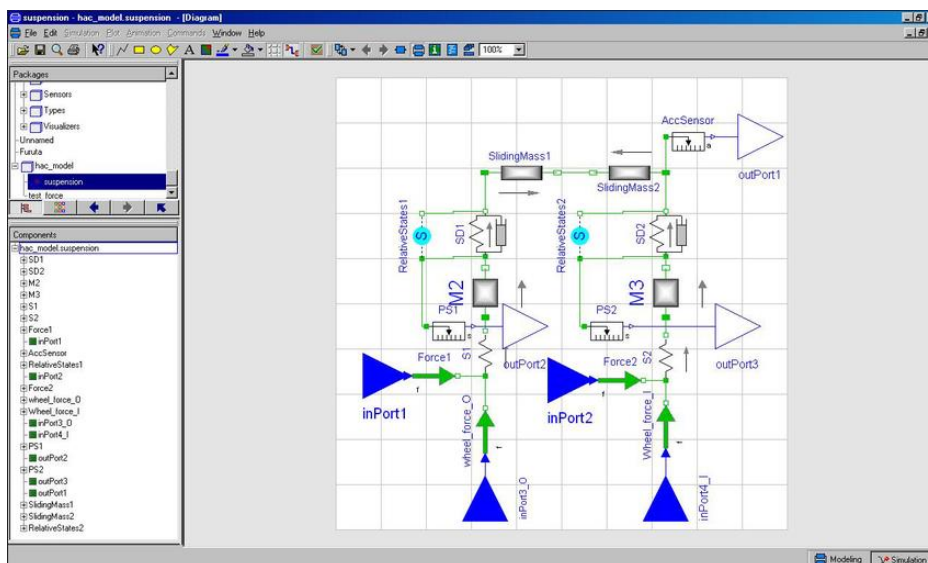 suspension - hac_model.suspension - [Diagram]
File Edit Simulation Plot Animation Commands Window Help
100%
Packages
Sensors
Types
Visualizers
Unnamed
Furuta
hac_model
suspension
test_force
Components
hac_model.suspension
SD1
SD2
M2
M3
S1
S2
Force1
inPort1
AccSensor
RelativeStates1
inPort2
Force2
wheel_force_O
Wheel_force_I
inPort3_O
inPort4_I
PS1
outPort2
PS2
outPort3
outPort1
SlidingMass1
SlidingMass2
RelativeStates2
AccSensor
a
outPort1
SlidingMass1
SlidingMass2
RelativeStates1
S
SD1
RelativeStates2
S
SD2
M2
M3
PS1
s
outPort2
PS2
s
outPort3
S1
S2
Force1
f
inPort1
Force2
f
inPort2
wheel_force_O
f
Wheel_force_I
f
inPort3_O
inPort4_I
Modeling
Simulation